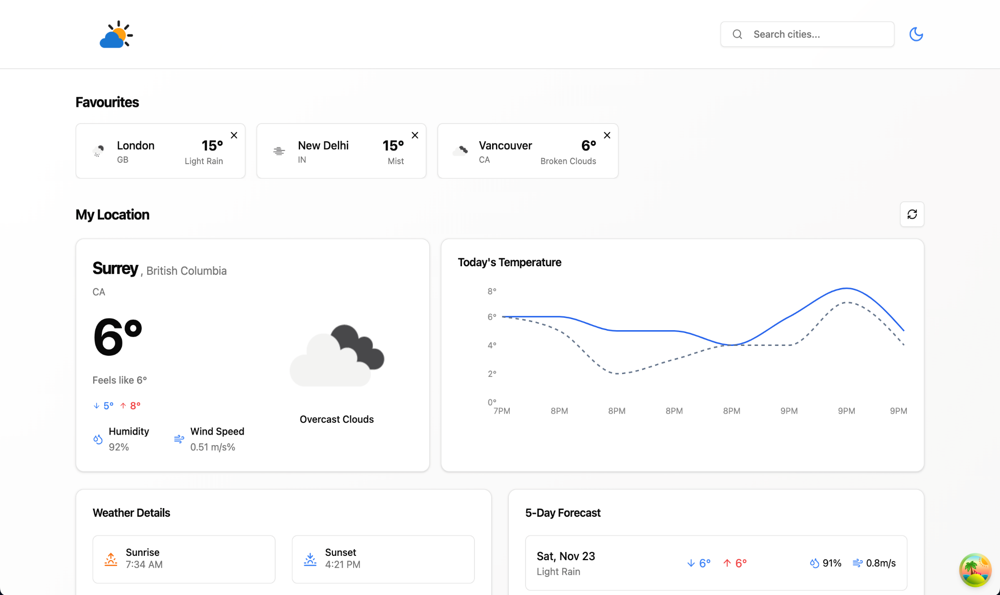 Search cities...
Favourites
London
GB
15°
Light Rain
New Delhi
IN
15°
Mist
Vancouver
CA
6°
Broken Clouds
My Location
Surrey , British Columbia
CA
6°
Feels like 6°
5° 8°
Humidity
92%
Wind Speed
0.51 m/s%
Overcast Clouds
Today's Temperature
8°
6°
4°
2°
0°
7PM 8PM 8PM 8PM 8PM 9PM 9PM 9PM
Weather Details
Sunrise
7:34 AM
Sunset
4:21 PM
5-Day Forecast
Sat, Nov 23
Light Rain
6° 6°
91% 0.8m/s